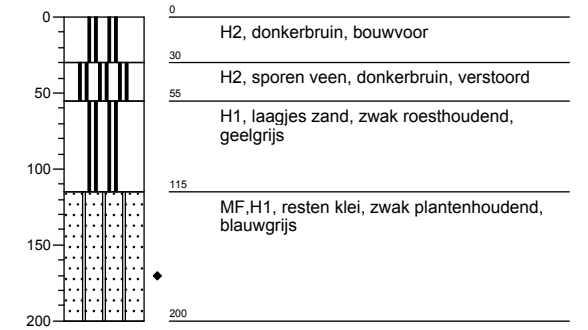 0
50
100
150
200
0
H2, donkerbruin, bouwvoor
30
H2, sporen veen, donkerbruin, verstoord
55
H1, laagjes zand, zwak roesthoudend,
geelgrijs
115
MF,H1, resten klei, zwak plantenhoudend,
blauwgrijs
200